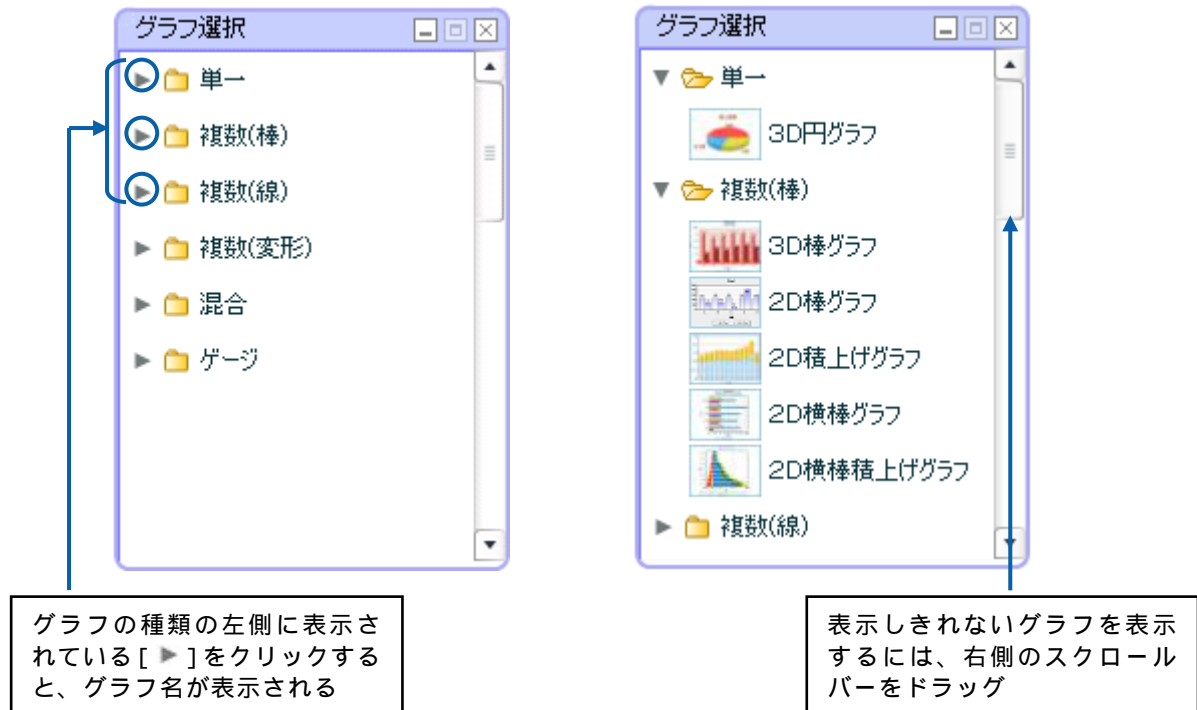 グラフ選択
単一
複数(棒)
複数(線)
複数(変形)
混合
ゲージ
グラフの種類の左側に表示さ
れている[ ▶ ]をクリックする
と、グラフ名が表示される
グラフ選択
単一
3D円グラフ
複数(棒)
3D棒グラフ
2D棒グラフ
2D積上げグラフ
2D横棒グラフ
2D横棒積上げグラフ
複数(線)
表示しきれないグラフを表示
するには、右側のスクロール
バーをドラッグ